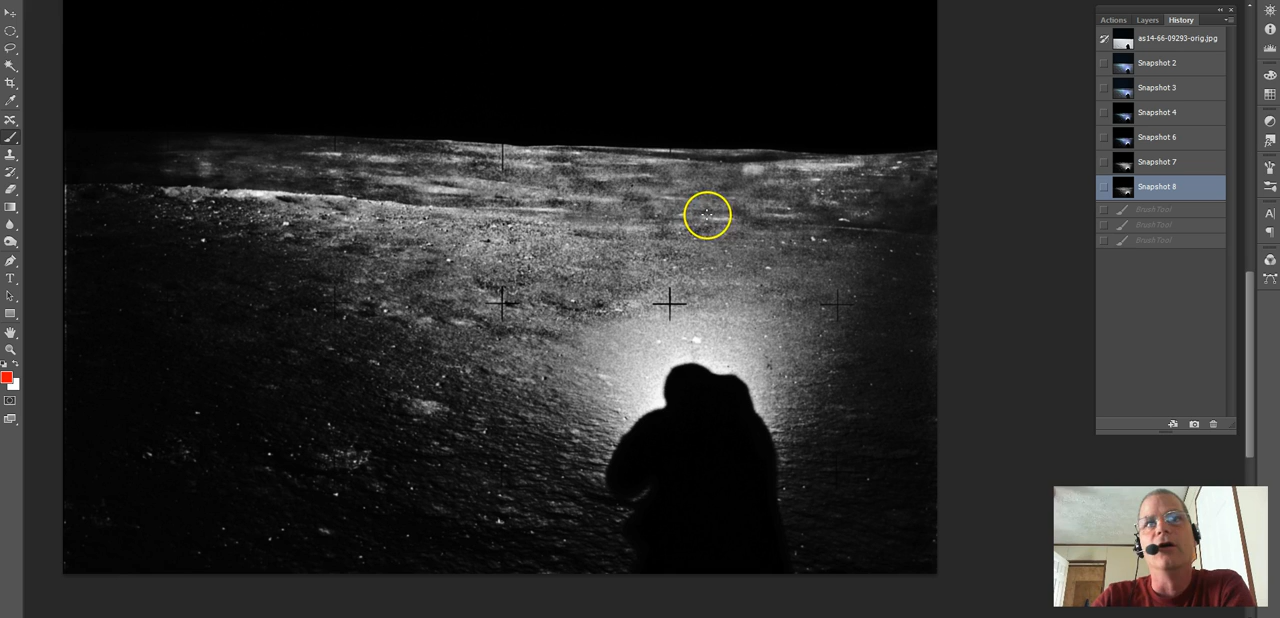 Actions Layers History
as14-66-09293-orig.jpg
Snapshot 2
Snapshot 3
Snapshot 4
Snapshot 6
Snapshot 7
Snapshot 8
Brush Tool
Brush Tool
Brush Tool